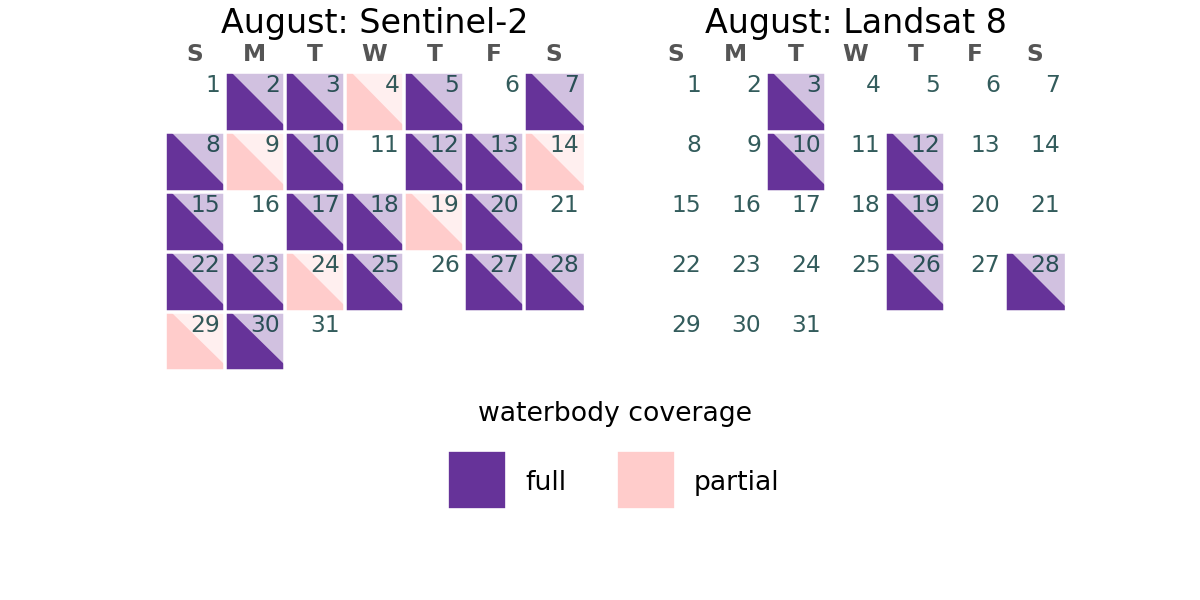 August: Sentinel-2
S M T W T F S
1 2 3 4 5 6 7
8 9 10 11 12 13 14
15 16 17 18 19 20 21
22 23 24 25 26 27 28
29 30 31
August: Landsat 8
S M T W T F S
1 2 3 4 5 6 7
8 9 10 11 12 13 14
15 16 17 18 19 20 21
22 23 24 25 26 27 28
29 30 31
waterbody coverage
full
partial